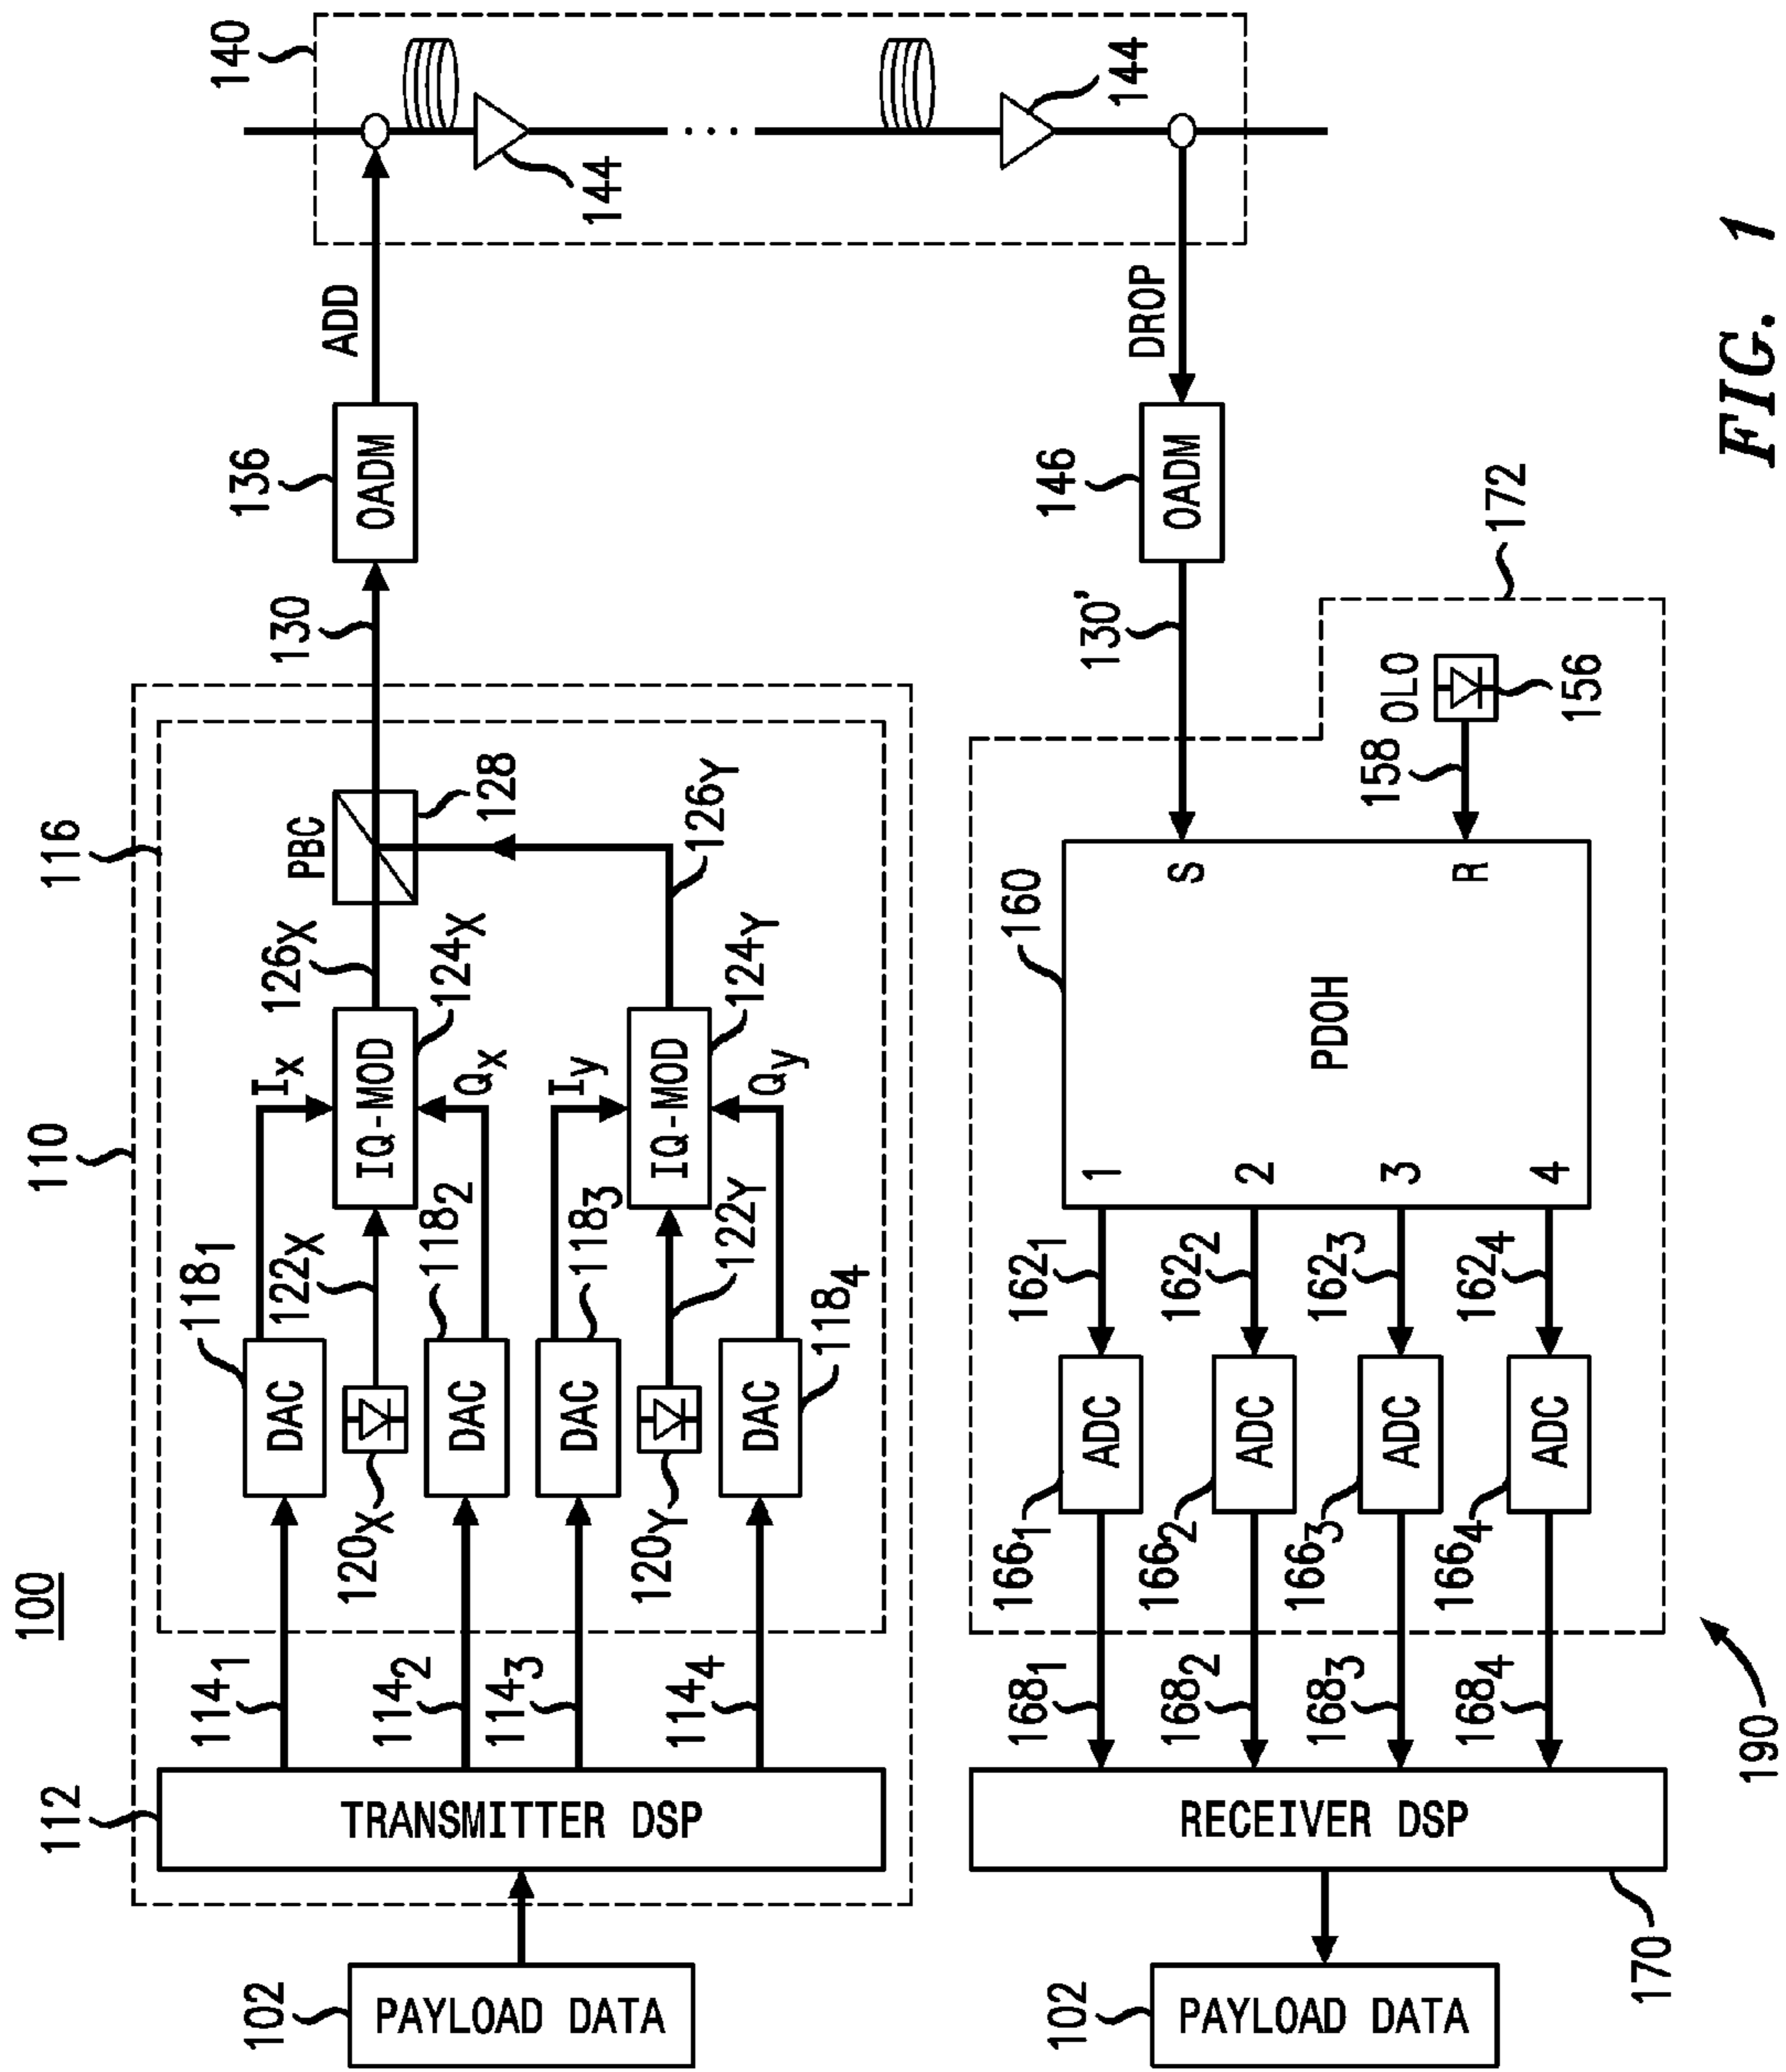 100
110
116
112
TRANSMITTER DSP
102
PAYLOAD DATA
114₁
114₂
114₃
114₄
118₁
DAC
120X
122X
DAC
118₂
DAC
118₃
120Y
122Y
DAC
118₄
Ix
IQ-MOD
124X
Qx
Iy
IQ-MOD
124Y
Qy
126X
PBC
128
126Y
130
136
OADM
ADD
140
144
144
DROP
146
OADM
130'
172
OLO
156
158
160
PDOH
S
R
1
2
3
4
162₁
162₂
162₃
162₄
ADC
ADC
ADC
ADC
166₁
166₂
166₃
166₄
168₁
168₂
168₃
168₄
RECEIVER DSP
170
190
102
PAYLOAD DATA
FIG. 1